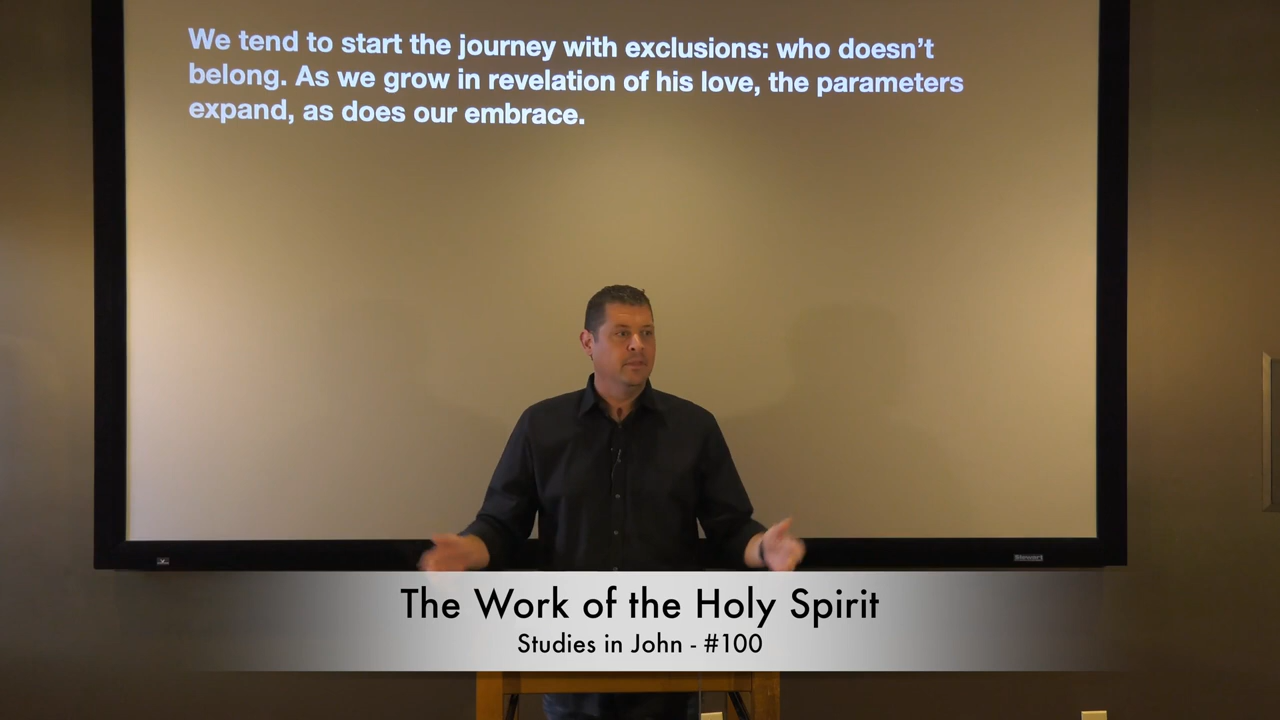 We tend to start the journey with exclusions: who doesn't
belong. As we grow in revelation of his love, the parameters
expand, as does our embrace.
The Work of the Holy Spirit
Studies in John - #100